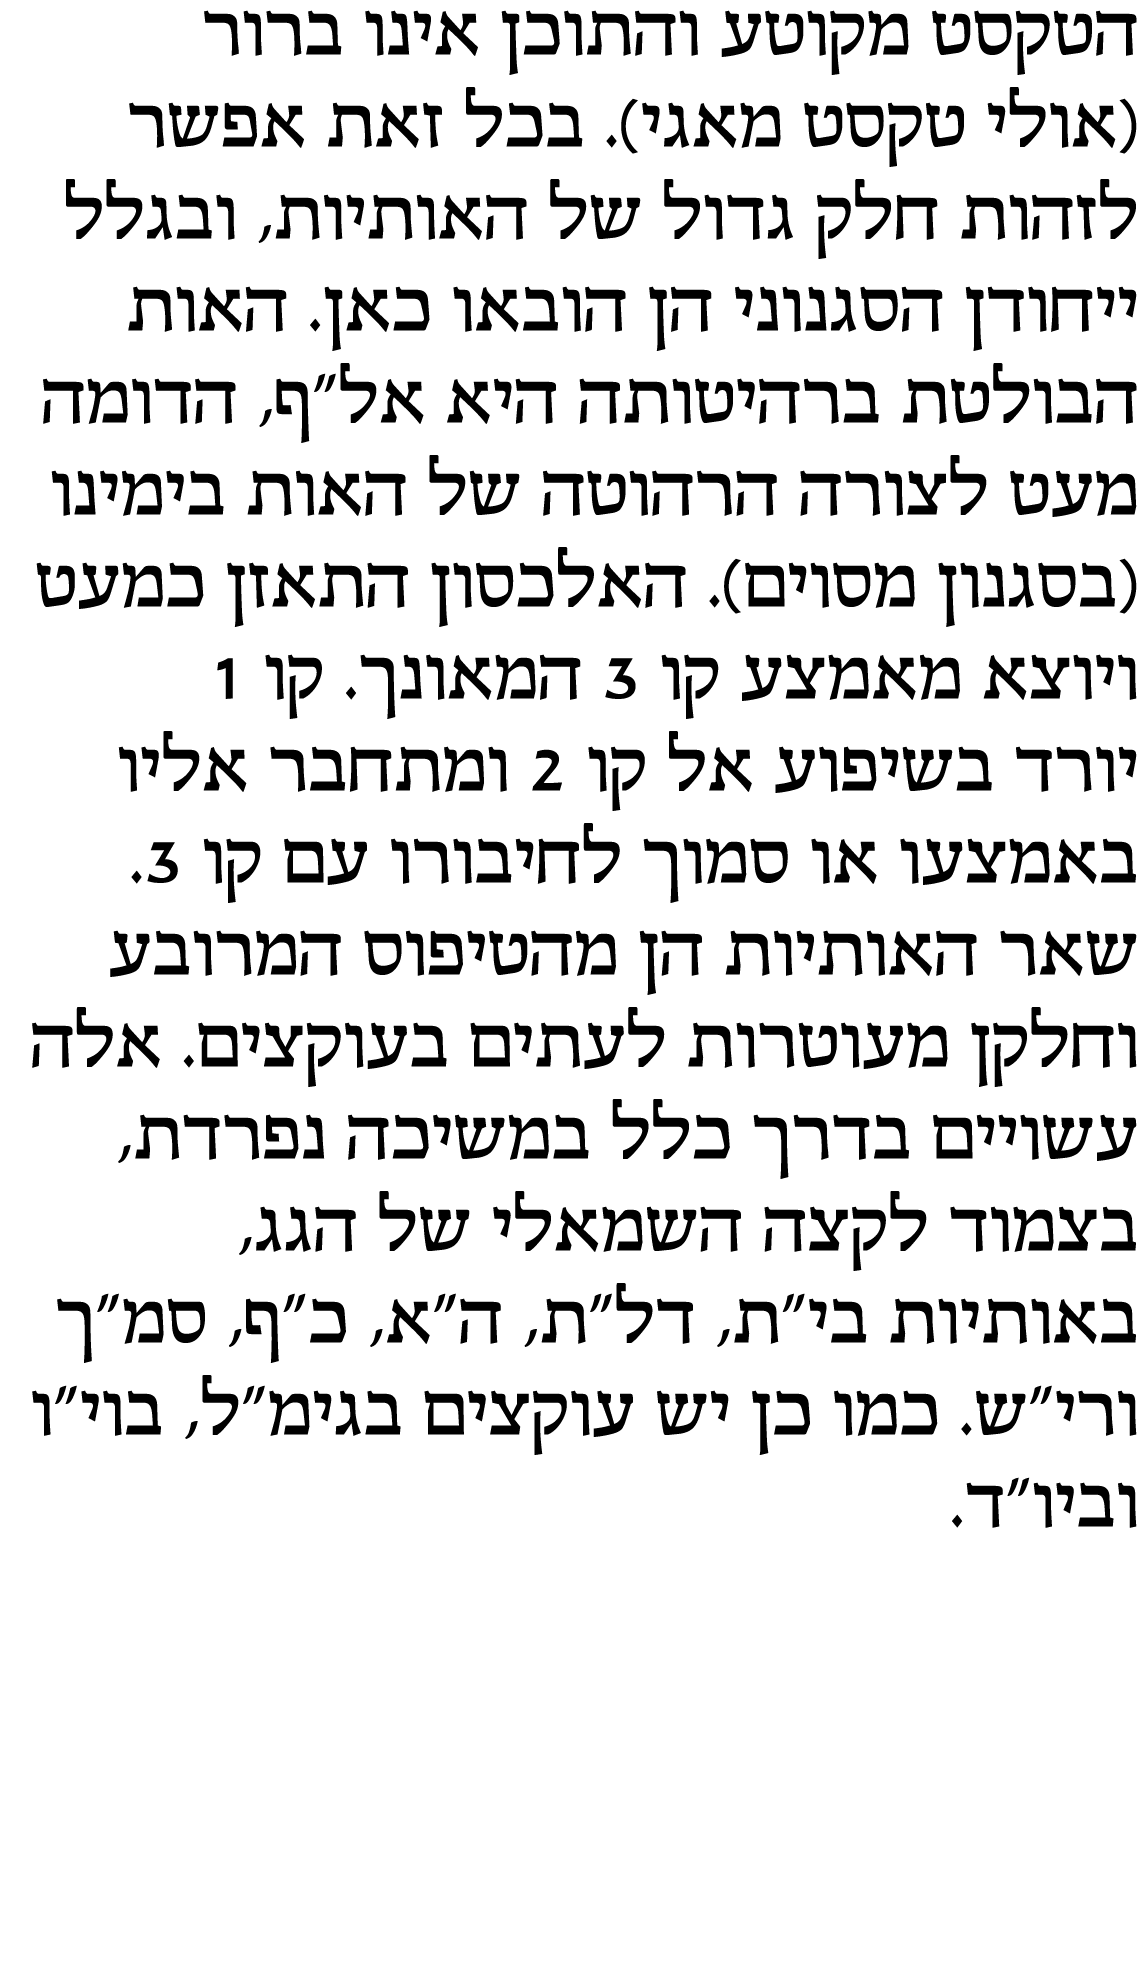 הטקסט מקוטע והתוכן אינו ברור
(אולי טקסט מאגי). בכל זאת אפשר
לזהות חלק גדול של האותיות, ובגלל
ייחודן הסגנוני הן הובאו כאן. האות
הבולטת ברהיטותה היא אל״ף, הדומה
מעט לצורה הרהוטה של האות בימינו
(בסגנון מסוים). האלכסון התאזן כמעט
ויוצא מאמצע קו 3 המאונך. קו 1
יורד בשיפוע אל קו 2 ומתחבר אליו
באמצעו או סמוך לחיבורו עם קו 3.
שאר האותיות הן מהטיפוס המרובע
וחלקן מעוטרות לעתים בעוקצים. אלה
עשויים בדרך כלל במשיכה נפרדת,
בצמוד לקצה השמאלי של הגג,
באותיות בי״ת, דל״ת, ה״א, כ״ף, סמ״ך
ורי״ש. כמו כן יש עוקצים בגימ״ל, בוי״ו
וביו״ד.